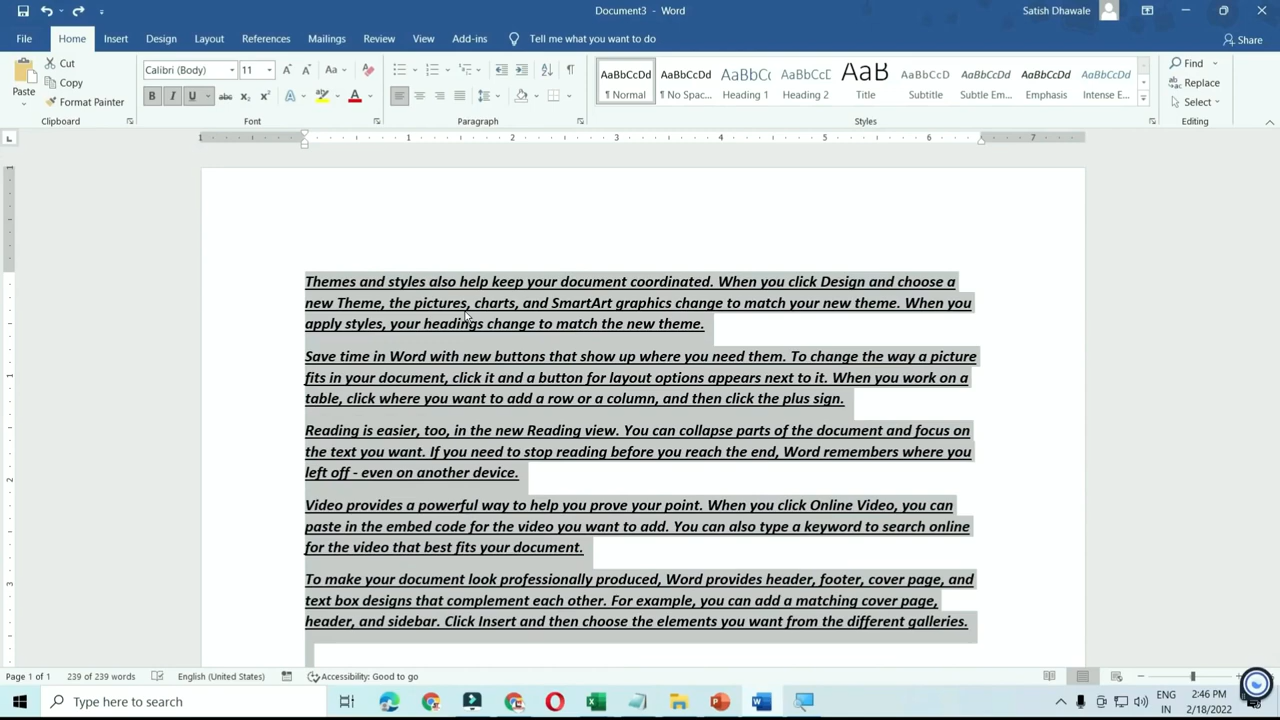 Document3 - Word
Satish Dhawale
File Home Insert Design Layout References Mailings Review View Add-ins Tell me what you want to do
Share
Paste
Cut
Copy
Format Painter
Clipboard
Calibri (Body) 11
Font
Paragraph
AaBbCcDd AaBbCcDd AaBbC AaBbCcD AaB AaBbCcDd AaBbCcDd AaBbCcDd AaBbCcDd
¶ Normal ¶ No Spac... Heading 1 Heading 2 Title Subtitle Subtle Em... Emphasis Intense E...
Styles
Find
Replace
Select
Editing
1 1 2 3 4 5 6 7
Themes and styles also help keep your document coordinated. When you click Design and choose a
new Theme, the pictures, charts, and SmartArt graphics change to match your new theme. When you
apply styles, your headings change to match the new theme.
Save time in Word with new buttons that show up where you need them. To change the way a picture
fits in your document, click it and a button for layout options appears next to it. When you work on a
table, click where you want to add a row or a column, and then click the plus sign.
Reading is easier, too, in the new Reading view. You can collapse parts of the document and focus on
the text you want. If you need to stop reading before you reach the end, Word remembers where you
left off - even on another device.
Video provides a powerful way to help you prove your point. When you click Online Video, you can
paste in the embed code for the video you want to add. You can also type a keyword to search online
for the video that best fits your document.
To make your document look professionally produced, Word provides header, footer, cover page, and
text box designs that complement each other. For example, you can add a matching cover page,
header, and sidebar. Click Insert and then choose the elements you want from the different galleries.
Page 1 of 1 239 of 239 words English (United States) Accessibility: Good to go
Type here to search
ENG
IN
2:46 PM
2/18/2022